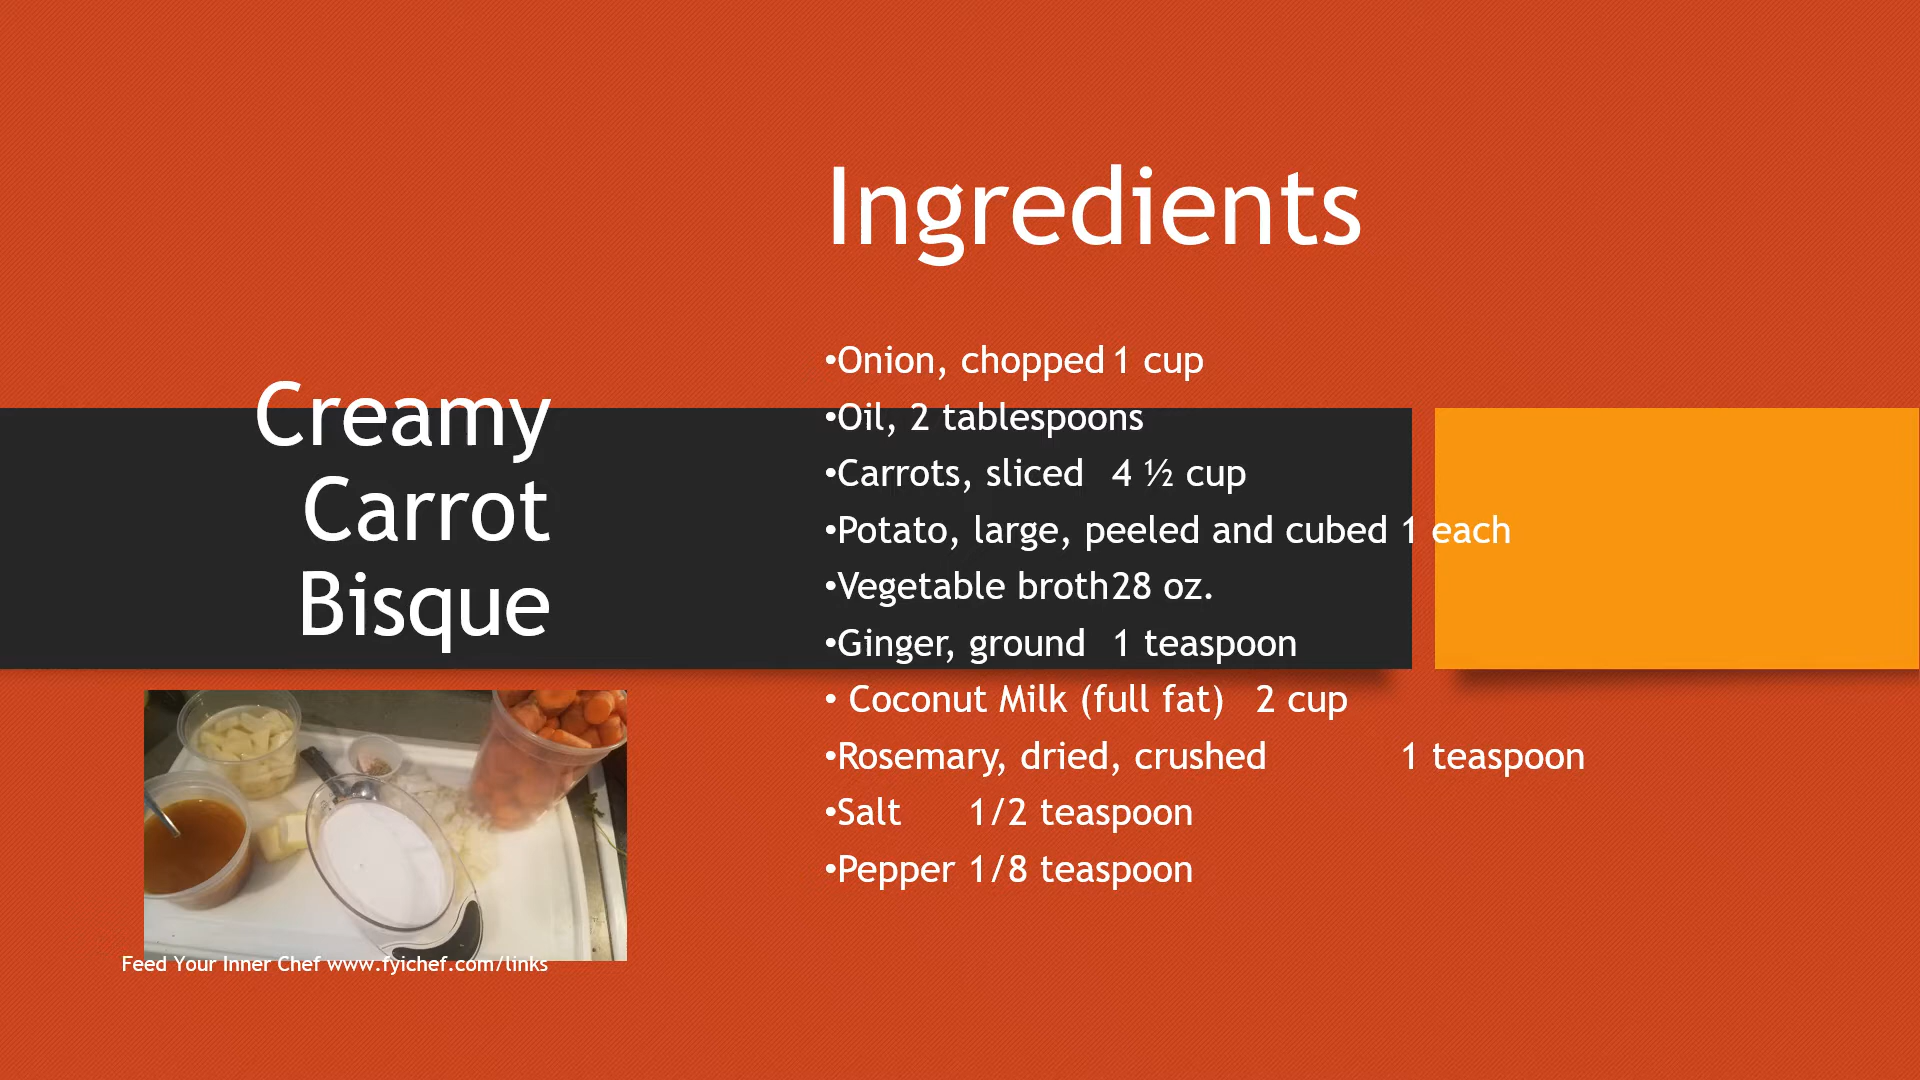 Creamy
Carrot
Bisque
Ingredients
•Onion, chopped 1 cup
•Oil, 2 tablespoons
•Carrots, sliced 4 ½ cup
•Potato, large, peeled and cubed 1 each
•Vegetable broth 28 oz.
•Ginger, ground 1 teaspoon
• Coconut Milk (full fat) 2 cup
•Rosemary, dried, crushed 1 teaspoon
•Salt 1/2 teaspoon
•Pepper 1/8 teaspoon
Feed Your Inner Chef www.fyichef.com/links